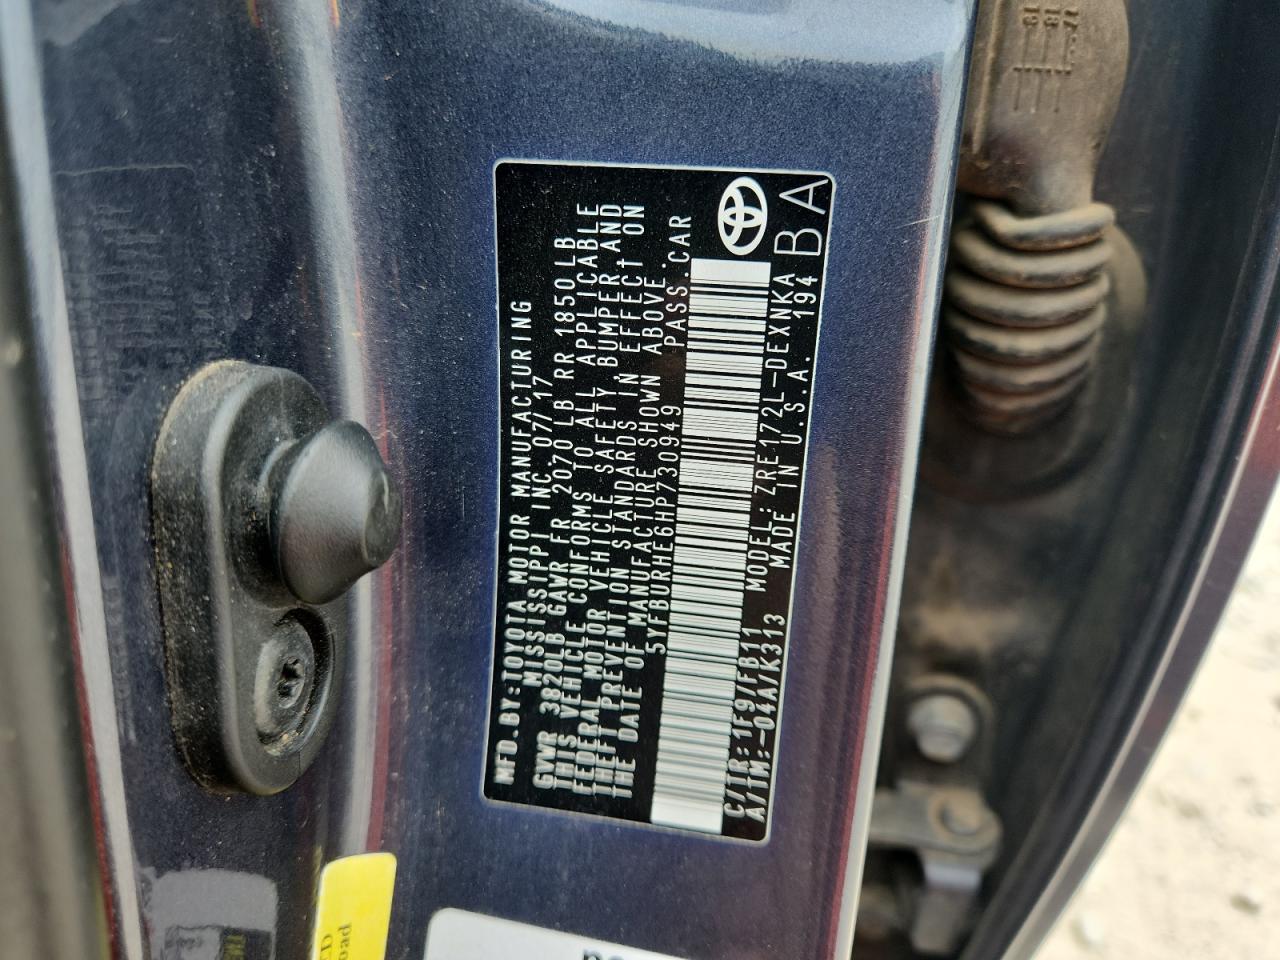 MFD.BY:TOYOTA MOTOR MANUFACTURING
MISSISSIPPI INC.07/17
GVWR 3820LB GAWR FR 2070 LB RR 1850LB
THIS VEHICLE CONFORMS TO ALL APPLICABLE
FEDERAL MOTOR VEHICLE SAFETY, BUMPER AND
THEFT PREVENTION STANDARDS IN EFFECT ON
THE DATE OF MANUFACTURE SHOWN ABOVE.
5YFBURHE6HP730949 PASS.CAR
C/TR:1F9/FB11 MODEL:ZRE172L-DEXNKA
A/TM:-04A/K313 MADE IN U.S.A. 194
BA